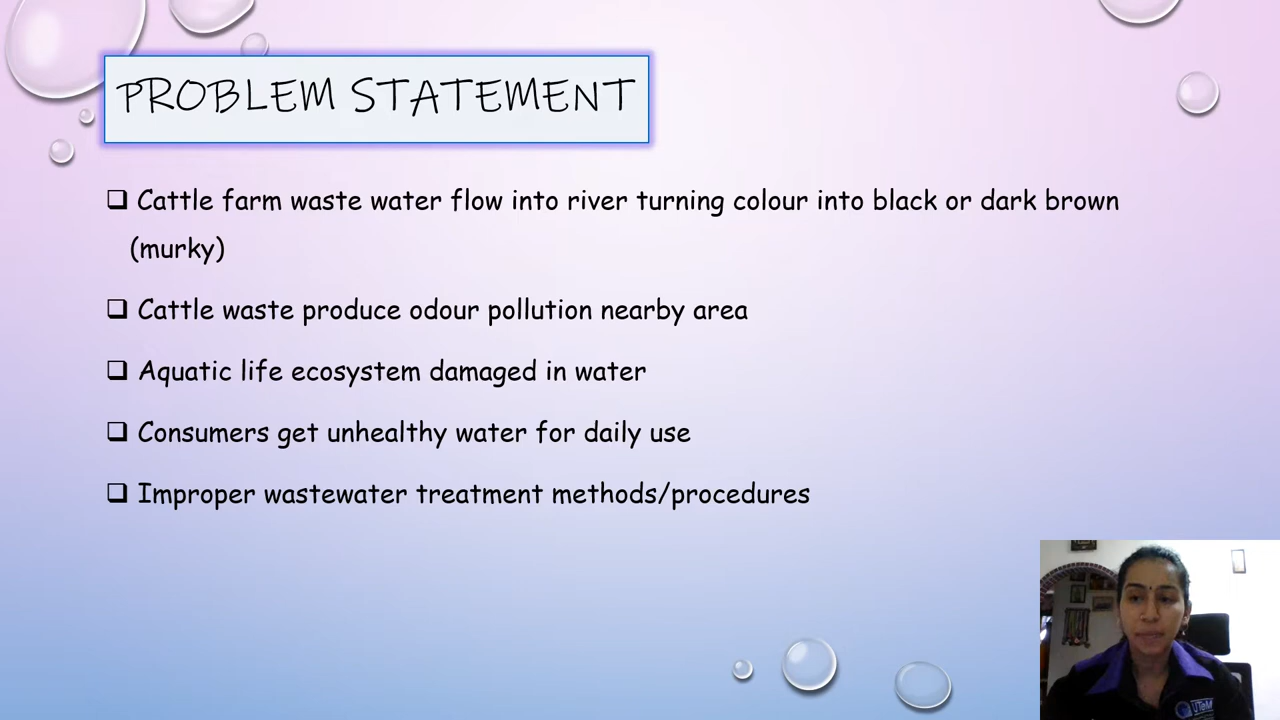 PROBLEM STATEMENT
❑ Cattle farm waste water flow into river turning colour into black or dark brown
(murky)
❑ Cattle waste produce odour pollution nearby area
❑ Aquatic life ecosystem damaged in water
❑ Consumers get unhealthy water for daily use
❑ Improper wastewater treatment methods/procedures
UTeM